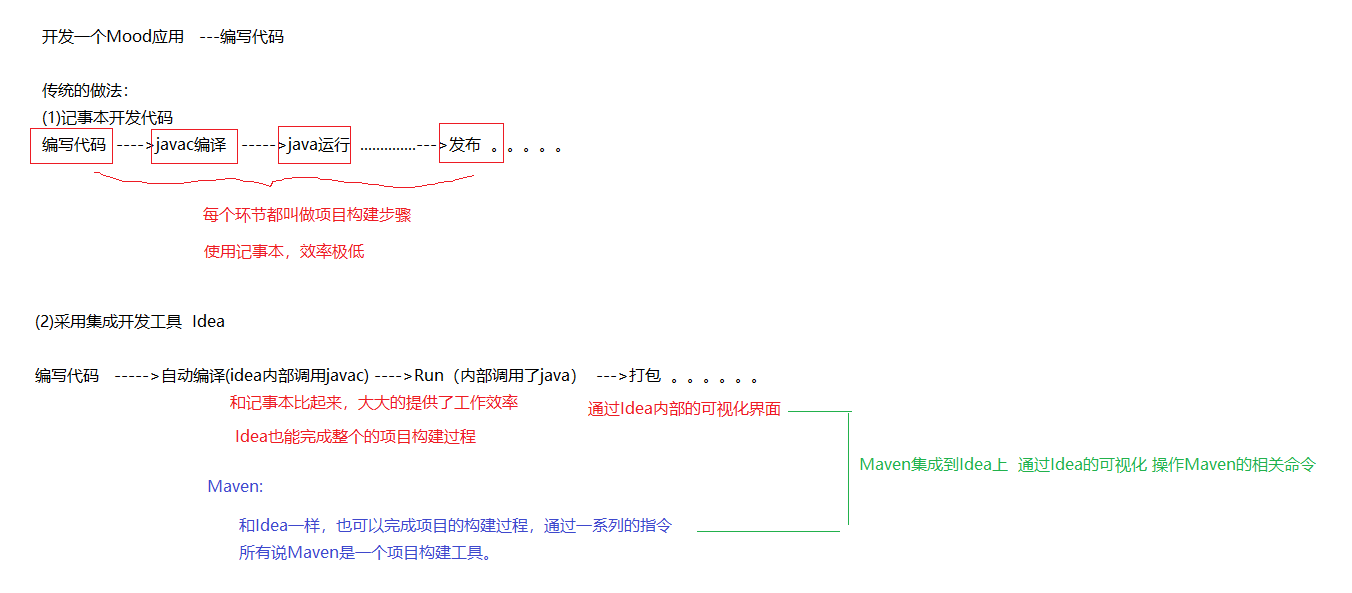 开发一个Mood应用 ---编写代码
传统的做法：
(1)记事本开发代码
编写代码 ---->javac编译 ----->java运行 ..............--->发布 。。。。。
每个环节都叫做项目构建步骤
使用记事本，效率极低
(2)采用集成开发工具 Idea
编写代码 ----->自动编译(idea内部调用javac) ---->Run（内部调用了java） --->打包 。。。。。。
和记事本比起来，大大的提供了工作效率
通过Idea内部的可视化界面
Idea也能完成整个的项目构建过程
Maven集成到Idea上 通过Idea的可视化 操作Maven的相关命令
Maven:
和Idea一样，也可以完成项目的构建过程，通过一系列的指令
所有说Maven是一个项目构建工具。